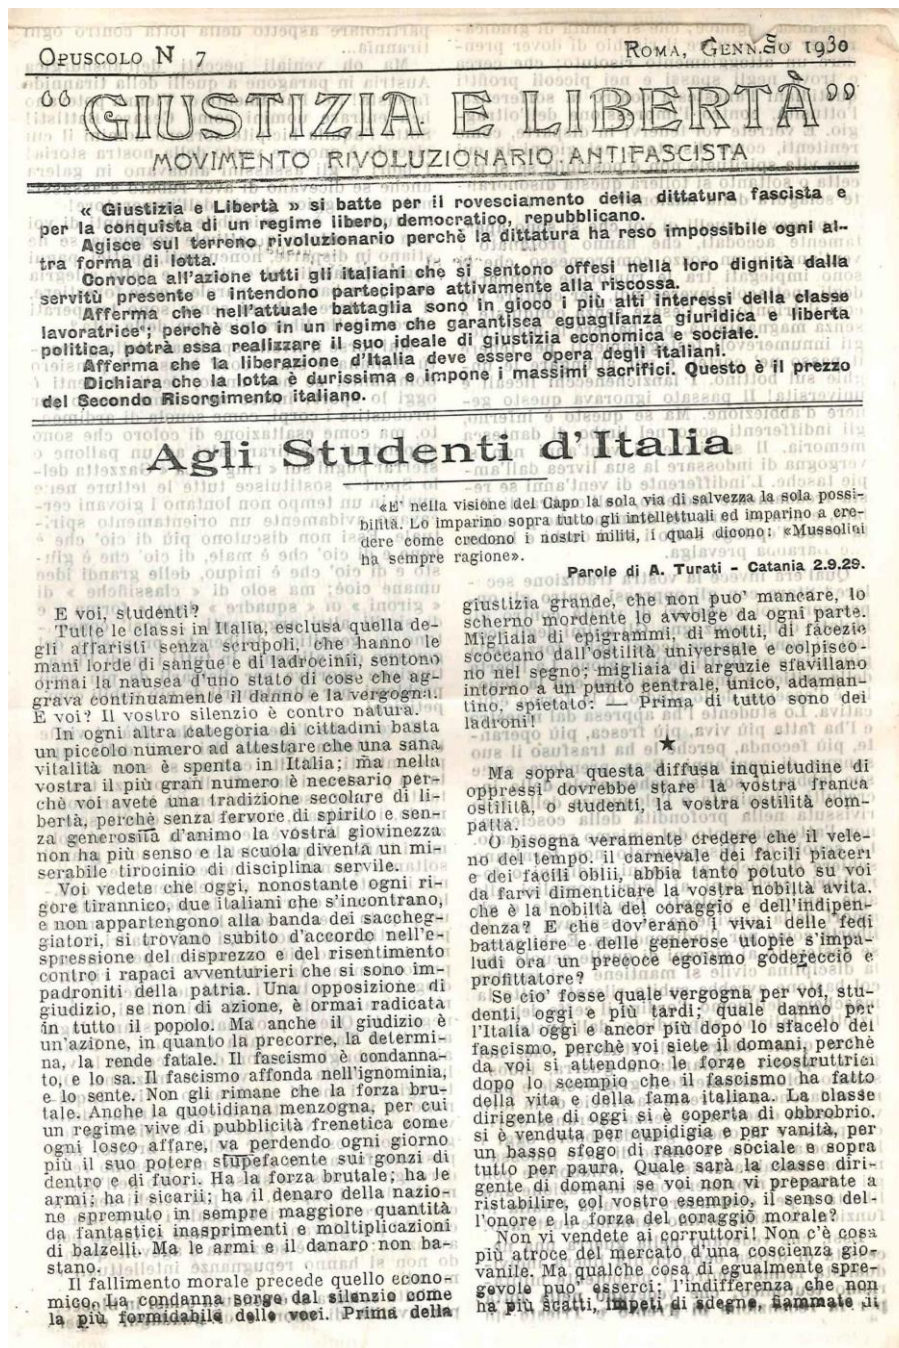 OPUSCOLO N 7
ROMA, GENNAIO 1930
"GIUSTIZIA E LIBERTÀ"
MOVIMENTO RIVOLUZIONARIO ANTIFASCISTA
« Giustizia e Libertà » si batte per il rovesciamento della dittatura fascista e
per la conquista di un regime libero, democratico, repubblicano.
Agisce sul terreno rivoluzionario perchè la dittatura ha reso impossibile ogni al-
tra forma di lotta.
Convoca all'azione tutti gli italiani che si sentono offesi nella loro dignità dalla
servitù presente e intendono partecipare attivamente alla riscossa.
Afferma che nell'attuale battaglia sono in gioco i più alti interessi della classe
lavoratrice; perchè solo in un regime che garantisca eguaglianza giuridica e liberta
politica, potrà essa realizzare il suo ideale di giustizia economica e sociale.
Afferma che la liberazione d'Italia deve essere opera degli italiani.
Dichiara che la lotta è durissima e impone i massimi sacrifici. Questo è il prezzo
del Secondo Risorgimento italiano.
Agli Studenti d'Italia
«E' nella visione del Capo la sola via di salvezza la sola possi-
bilità. Lo imparino sopra tutto gli intellettuali ed imparino a cre-
dere come credono i nostri militi, i quali dicono: «Mussolini
ha sempre ragione».
Parole di A. Turati - Catania 2.9.29.
E voi, studenti?
Tutte le classi in Italia, esclusa quella de-
gli affaristi senza scrupoli, che hanno le
mani lorde di sangue e di ladrocinii, sentono
ormai la nausea d'uno stato di cose che ag-
grava continuamente il danno e la vergogna.
E voi? Il vostro silenzio è contro natura.
In ogni altra categoria di cittadini basta
un piccolo numero ad attestare che una sana
vitalità non è spenta in Italia; ma nella
vostra il più gran numero è necesario per-
chè voi avete una tradizione secolare di li-
bertà, perchè senza fervore di spirito e sen-
za generosità d'animo la vostra giovinezza
non ha più senso e la scuola diventa un mi-
serabile tirocinio di disciplina servile.
Voi vedete che oggi, nonostante ogni ri-
gore tirannico, due italiani che s'incontrano,
e non appartengono alla banda dei saccheg-
giatori, si trovano subito d'accordo nell'e-
spressione del disprezzo e del risentimento
contro i rapaci avventurieri che si sono im-
padroniti della patria. Una opposizione di
giudizio, se non di azione, è ormai radicata
in tutto il popolo. Ma anche il giudizio è
un'azione, in quanto la precorre, la determi-
na, la rende fatale. Il fascismo è condanna-
to, e lo sa. Il fascismo affonda nell'ignominia,
e lo sente. Non gli rimane che la forza bru-
tale. Anche la quotidiana menzogna, per cui
un regime vive di pubblicità frenetica come
ogni losco affare, va perdendo ogni giorno
più il suo potere stupefacente sui gonzi di
dentro e di fuori. Ha la forza brutale; ha le
armi; ha i sicarii; ha il denaro della nazio-
ne spremuto in sempre maggiore quantità
da fantastici inasprimenti e moltiplicazioni
di balzelli. Ma le armi e il danaro non ba-
stano.
Il fallimento morale precede quello econo-
mico. La condanna sorge dal silenzio come
la più formidabile delle voci. Prima della
giustizia grande, che non puo' mancare, lo
scherno mordente lo avvolge da ogni parte.
Migliaia di epigrammi, di motti, di facezie
scoccano dall'ostilità universale e colpisco-
no nel segno; migliaia di arguzie sfavillano
intorno a un punto centrale, unico, adaman-
tino, spietato: — Prima di tutto sono dei
ladroni!
★
Ma sopra questa diffusa inquietudine di
oppressi dovrebbe stare la vostra franca
ostilità, o studenti, la vostra ostilità com-
patta.
O bisogna veramente credere che il vele-
no del tempo, il carnevale dei facili piaceri
e dei facili oblii, abbia tanto potuto su voi
da farvi dimenticare la vostra nobiltà avita,
che è la nobiltà del coraggio e dell'indipen-
denza? E che dov'erano i vivai delle fedi
battagliere e delle generose utopie s'impa-
ludi ora un precoce egoismo godereccio e
profittatore?
Se cio' fosse quale vergogna per voi, stu-
denti, oggi e più tardi; quale danno per
l'Italia oggi e ancor più dopo lo sfacelo del
fascismo, perchè voi siete il domani, perchè
da voi si attendono le forze ricostruttrici
dopo lo scempio che il fascismo ha fatto
della vita e della fama italiana. La classe
dirigente di oggi si è coperta di obbrobrio,
si è venduta per cupidigia e per vanità, per
un basso sfogo di rancore sociale e sopra
tutto per paura. Quale sarà la classe diri-
gente di domani se voi non vi preparate a
ristabilire, col vostro esempio, il senso del-
l'onore e la forza del coraggio morale?
Non vi vendete ai corruttori! Non c'è cosa
più atroce del mercato d'una coscienza gio-
vanile. Ma qualche cosa di egualmente spre-
gevole puo' esserci: l'indifferenza che non
ha più scatti, impeti di sdegno, fiammate di